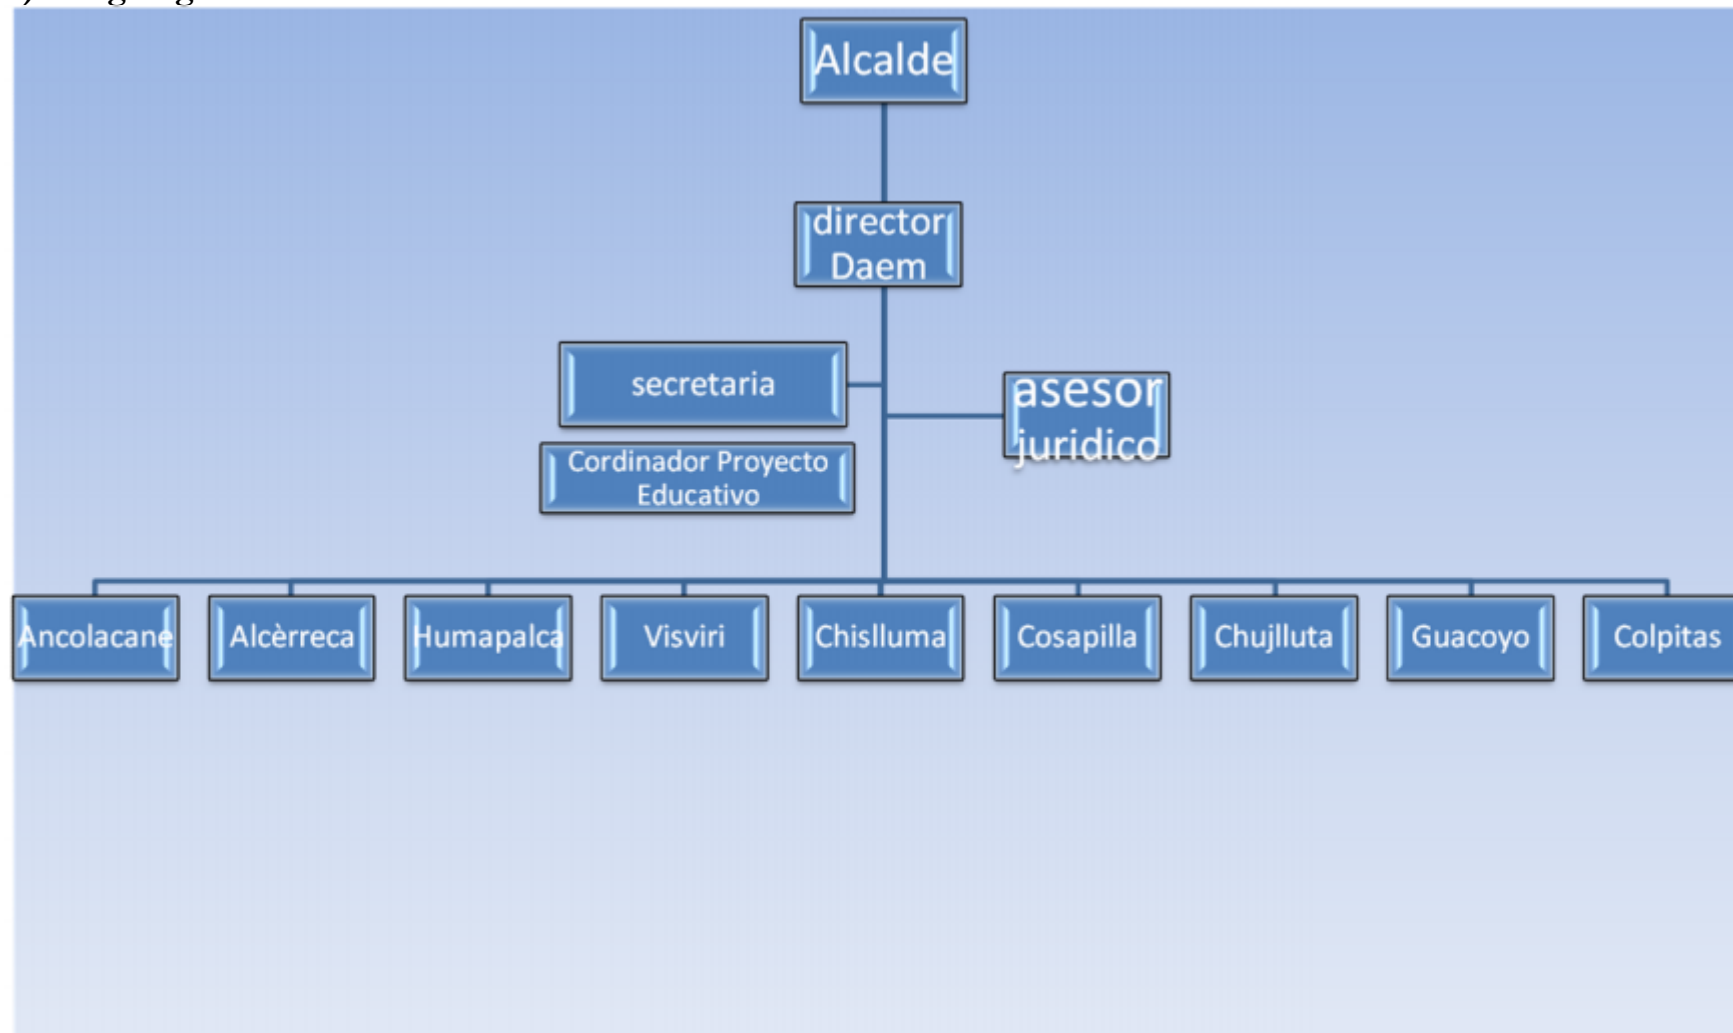 Alcalde
director
Daem
secretaria
asesor
juridico
Cordinador Proyecto
Educativo
Ancolacane
Alcèrreca
Humapalca
Visviri
Chislluma
Cosapilla
Chujlluta
Guacoyo
Colpitas